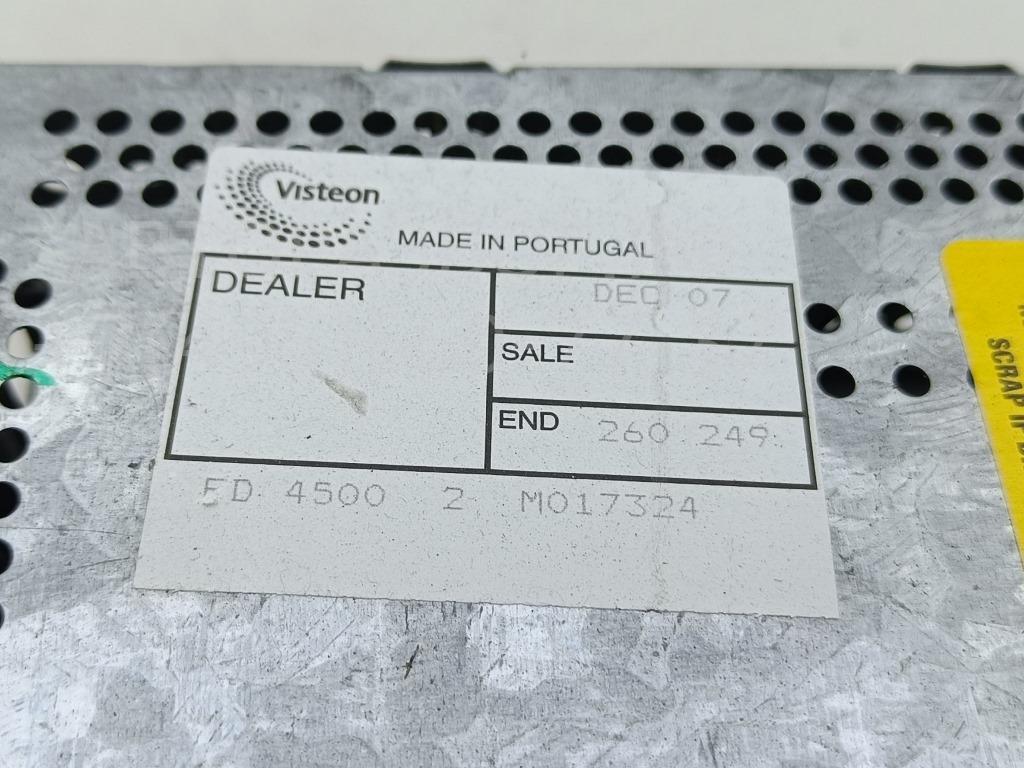 Visteon
MADE IN PORTUGAL
DEALER
DEC 07
SALE
END 260 249
FD 4500 2 M017324
SCRAP IF